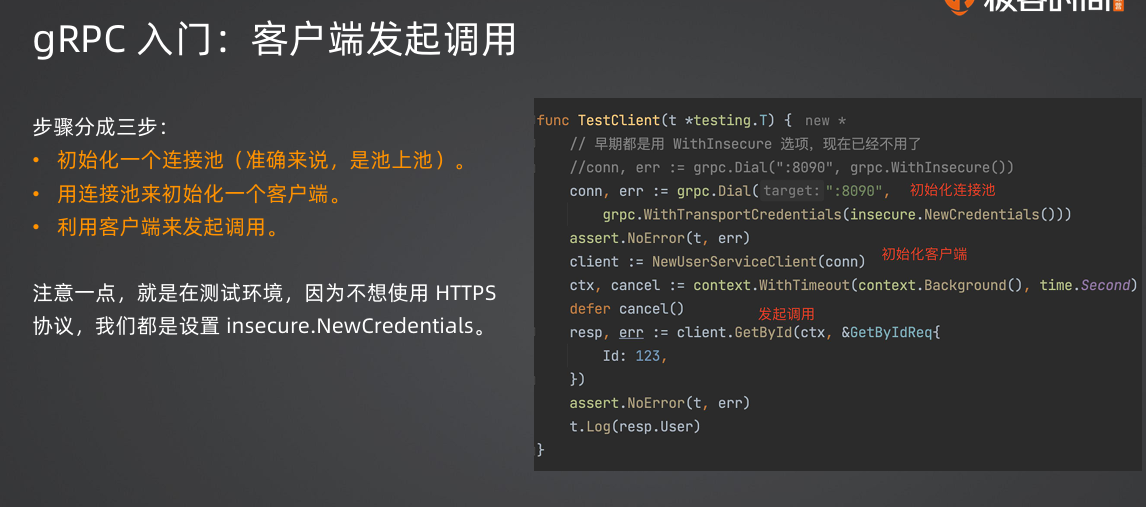 极客时间
gRPC 入门：客户端发起调用
步骤分成三步：
• 初始化一个连接池（准确来说，是池上池）。
• 用连接池来初始化一个客户端。
• 利用客户端来发起调用。
注意一点，就是在测试环境，因为不想使用 HTTPS
协议，我们都是设置 insecure.NewCredentials。
func TestClient(t *testing.T) { new *
// 早期都是用 WithInsecure 选项，现在已经不用了
//conn, err := grpc.Dial(":8090", grpc.WithInsecure())
conn, err := grpc.Dial( target: ":8090", 初始化连接池
grpc.WithTransportCredentials(insecure.NewCredentials()))
assert.NoError(t, err)
client := NewUserServiceClient(conn) 初始化客户端
ctx, cancel := context.WithTimeout(context.Background(), time.Second)
defer cancel()
发起调用
resp, err := client.GetById(ctx, &GetByIdReq{
Id: 123,
})
assert.NoError(t, err)
t.Log(resp.User)
}